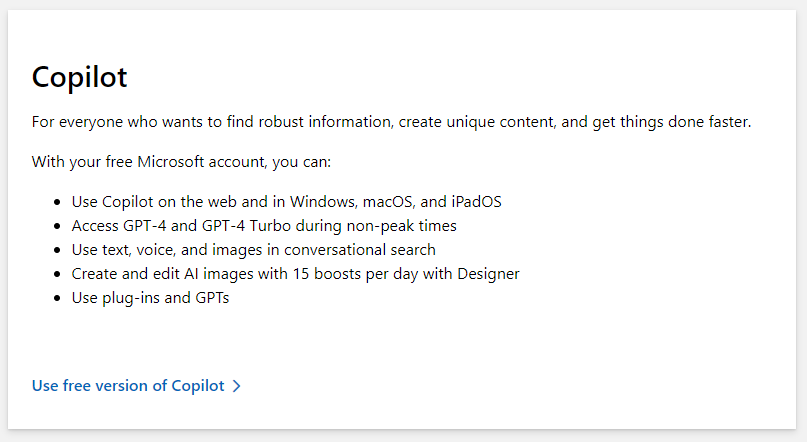 Copilot
For everyone who wants to find robust information, create unique content, and get things done faster.
With your free Microsoft account, you can:
• Use Copilot on the web and in Windows, macOS, and iPadOS
• Access GPT-4 and GPT-4 Turbo during non-peak times
• Use text, voice, and images in conversational search
• Create and edit AI images with 15 boosts per day with Designer
• Use plug-ins and GPTs
Use free version of Copilot >